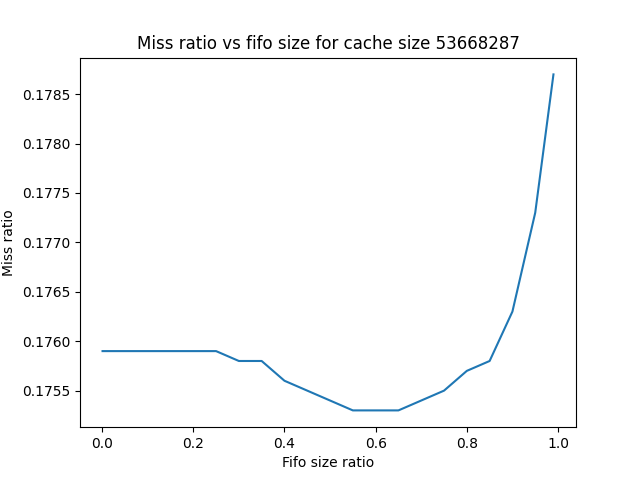 Miss ratio vs fifo size for cache size 53668287
0.1785
0.1780
0.1775
0.1770
0.1765
0.1760
0.1755
Miss ratio
0.0 0.2 0.4 0.6 0.8 1.0
Fifo size ratio